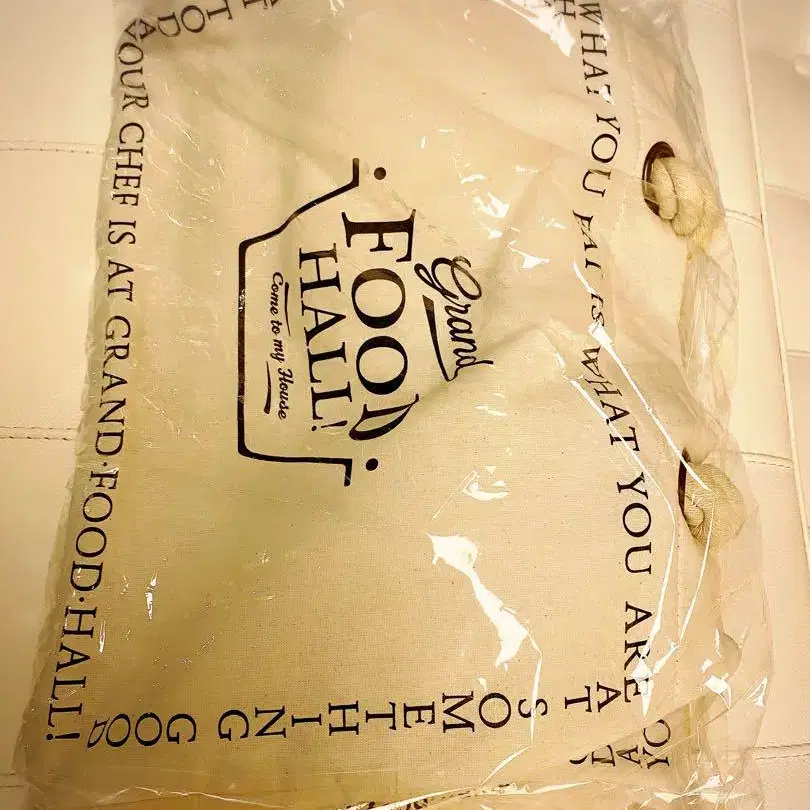 WHAT YOU EAT IS WHAT YOU ARE
Grand
FOOD
HALL!
Come to my House
YOUR CHEF IS AT GRAND·FOOD·HALL!
SOMETHING GOOD